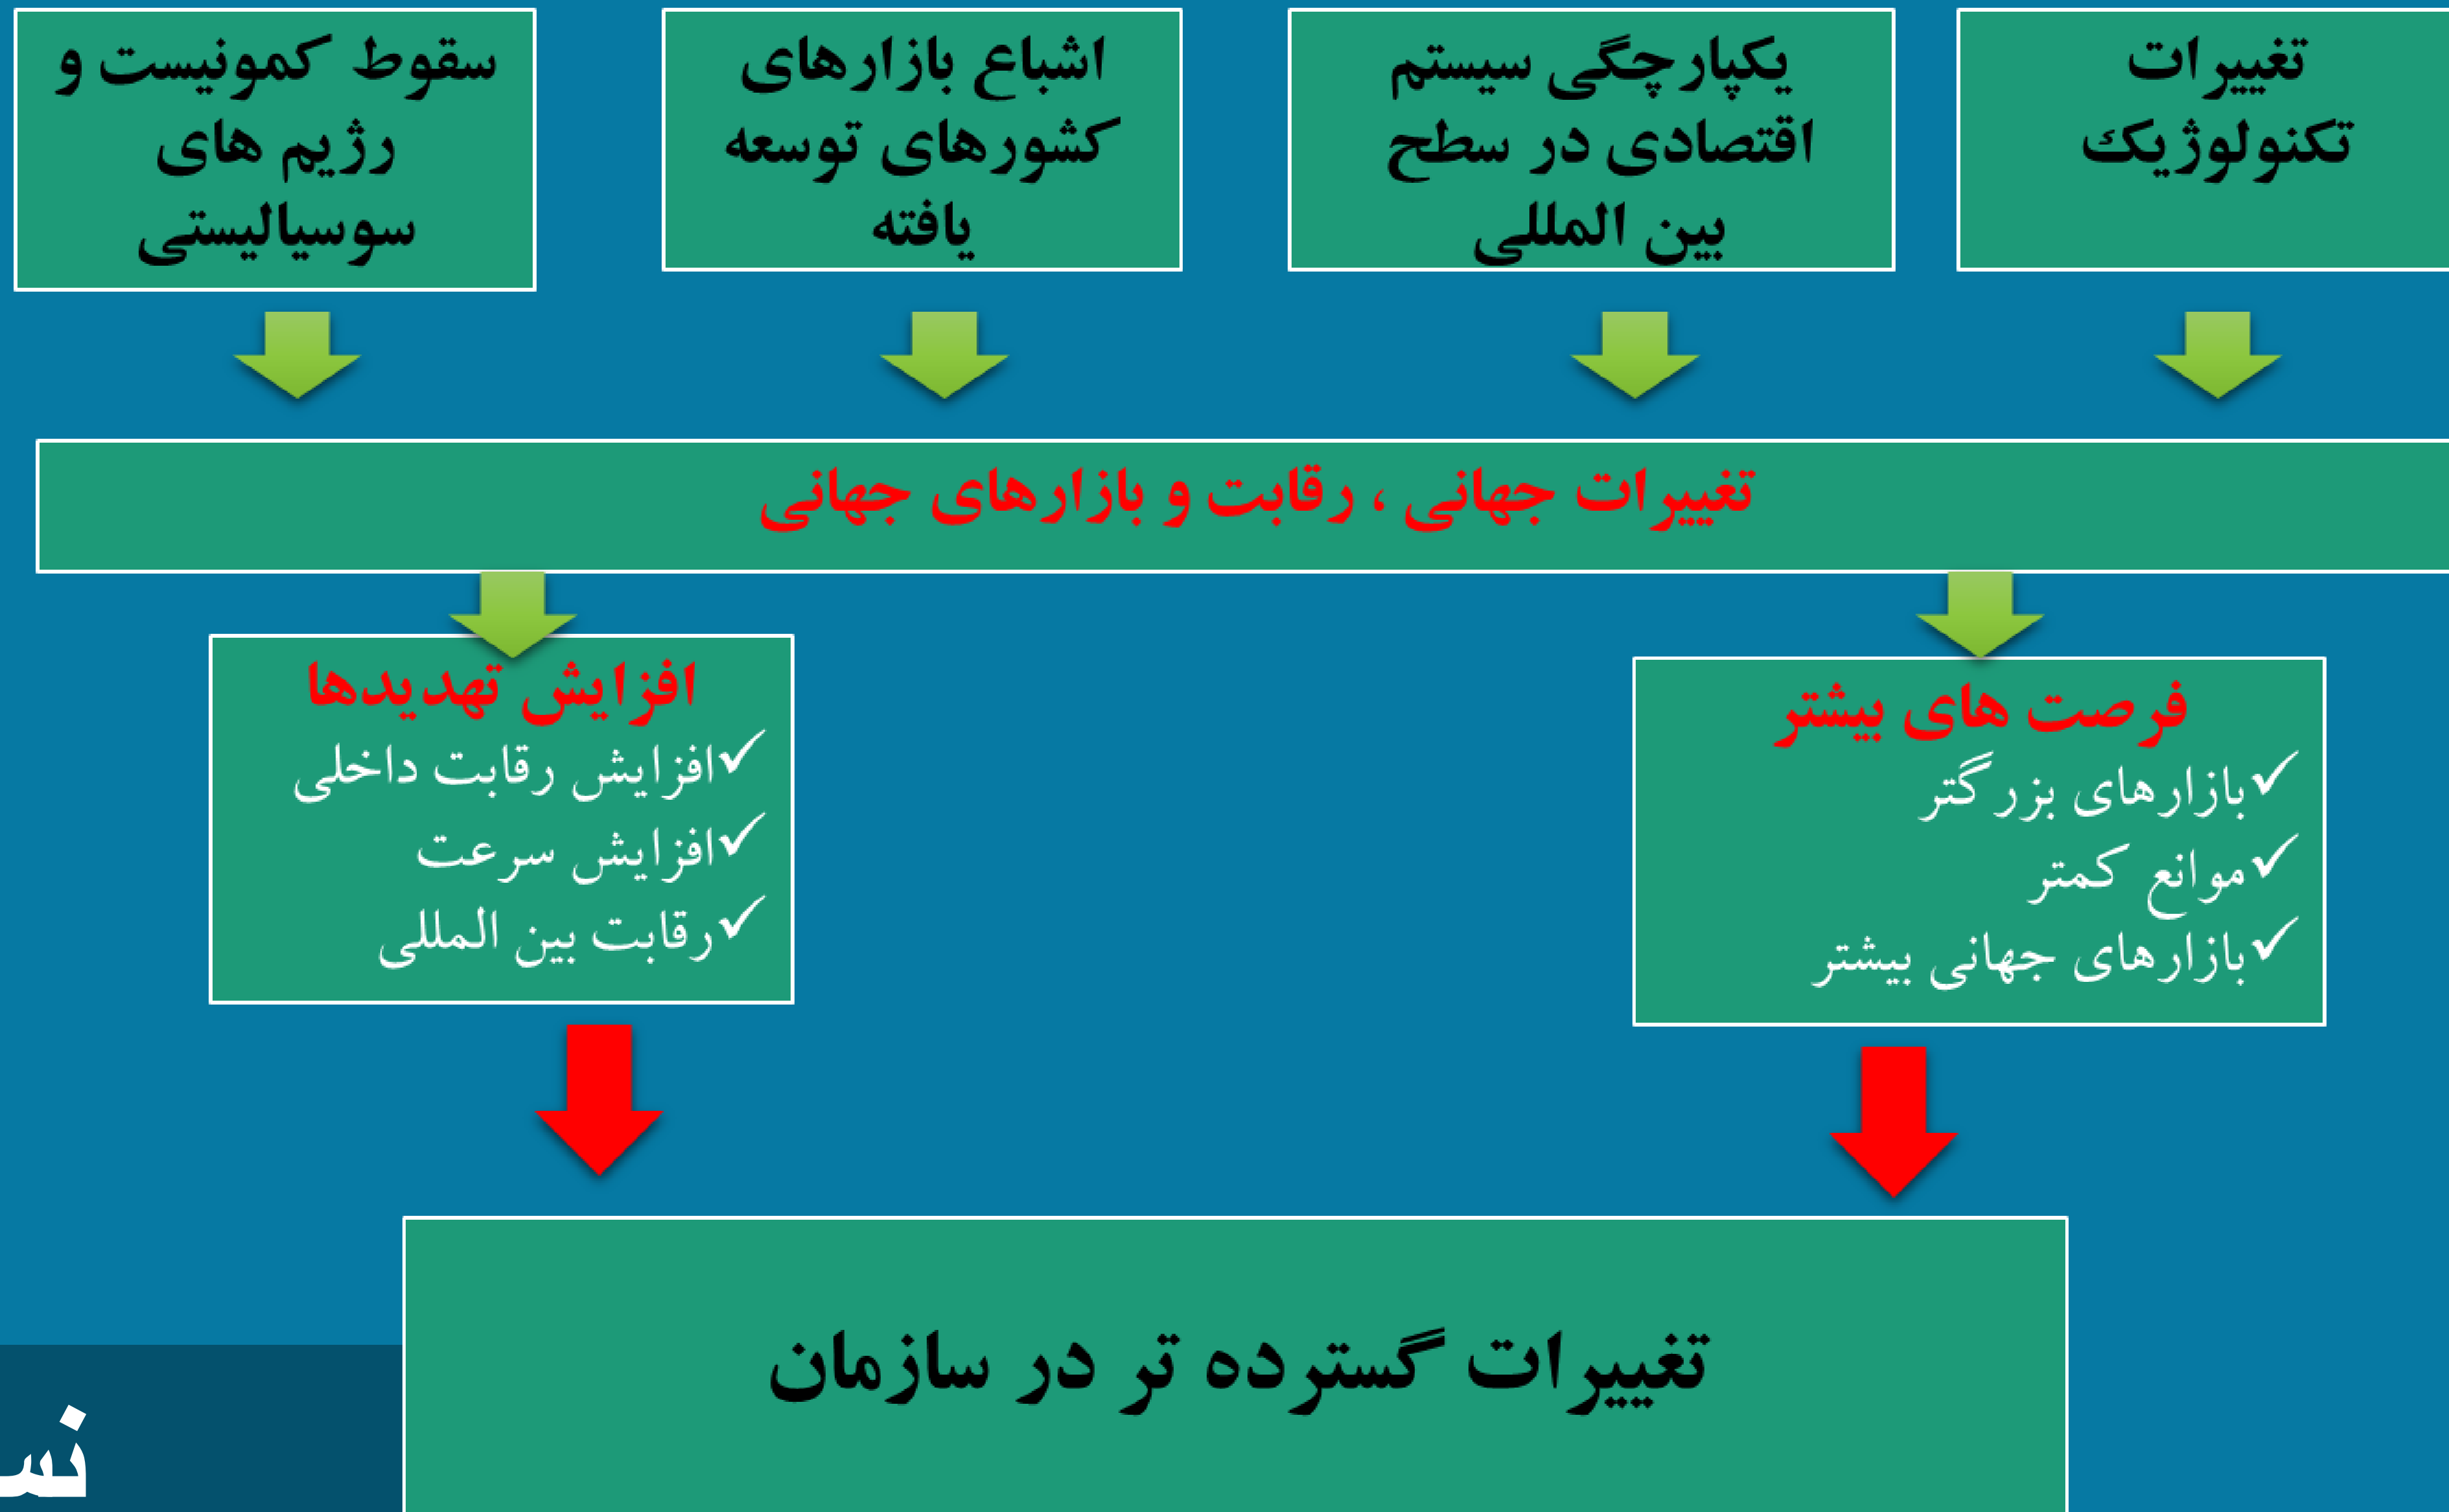 تغییرات
تکنولوژیک
یکپارچگی سیستم
اقتصادی در سطح
بین المللی
اشباع بازارهای
کشورهای توسعه
یافته
سقوط کمونیست و
رژیم های
سوسیالیستی
تغییرات جهانی ، رقابت و بازارهای جهانی
فرصت های بیشتر
✓بازارهای بزرگتر
✓موانع کمتر
✓بازارهای جهانی بیشتر
افزایش تهدیدها
✓افزایش رقابت داخلی
✓افزایش سرعت
✓رقابت بین المللی
تغییرات گسترده تر در سازمان